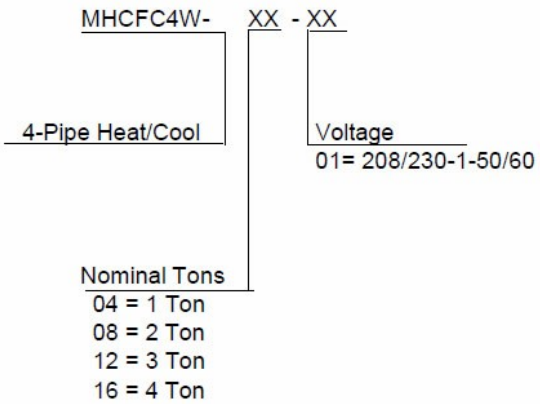 MHCFC4W- XX - XX
4-Pipe Heat/Cool
Voltage
01= 208/230-1-50/60
Nominal Tons
04 = 1 Ton
08 = 2 Ton
12 = 3 Ton
16 = 4 Ton